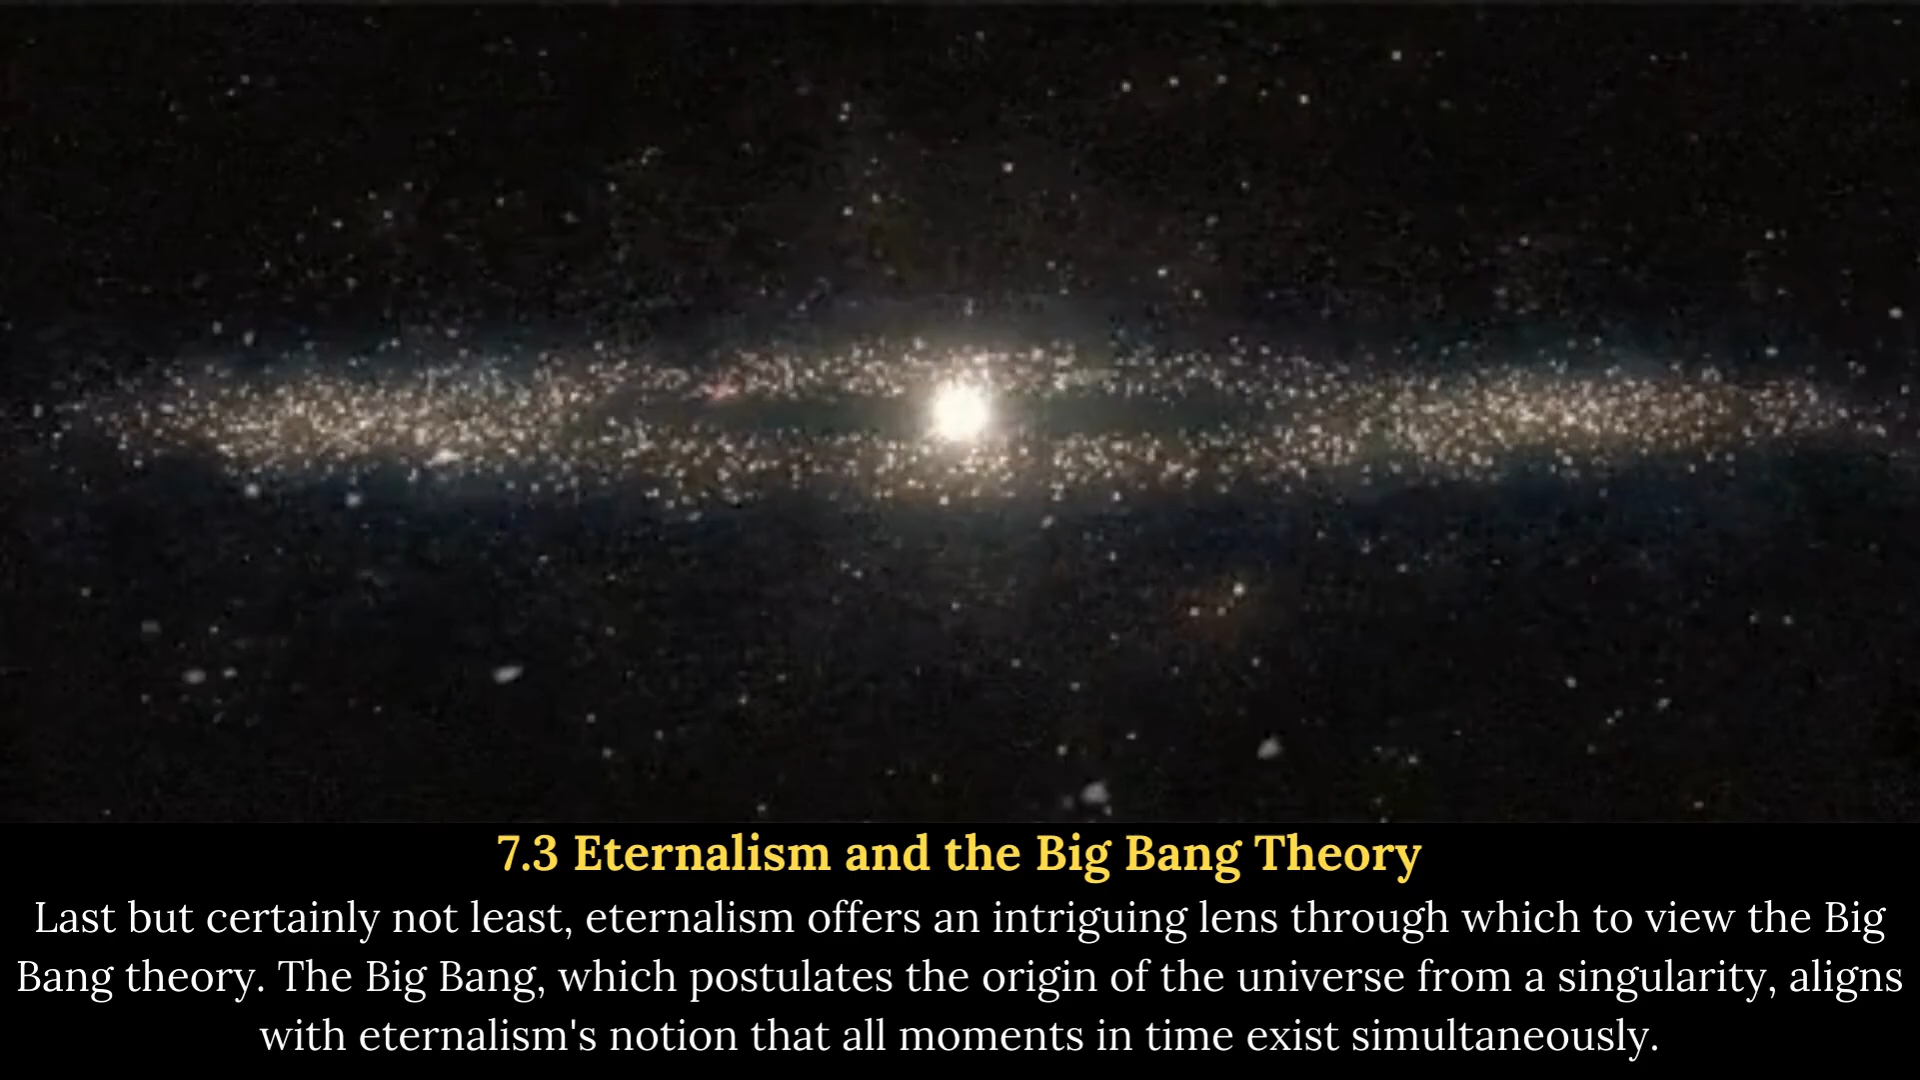 7.3 Eternalism and the Big Bang Theory
Last but certainly not least, eternalism offers an intriguing lens through which to view the Big
Bang theory. The Big Bang, which postulates the origin of the universe from a singularity, aligns
with eternalism's notion that all moments in time exist simultaneously.